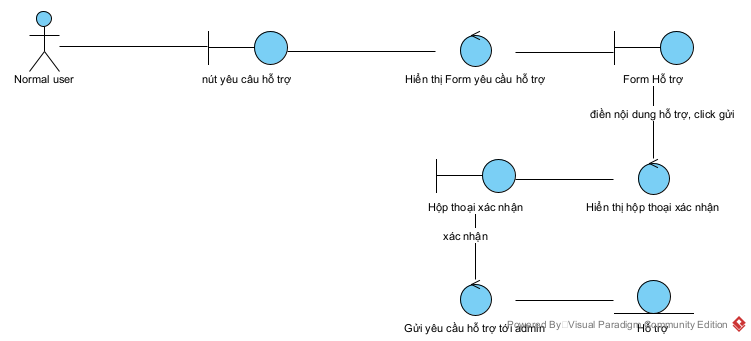 Normal user
nút yêu câu hỗ trợ
Hiển thị Form yêu cầu hỗ trợ
Form Hỗ trợ
điền nội dung hỗ trợ, click gửi
Hộp thoại xác nhận
Hiển thị hộp thoại xác nhận
xác nhận
Gửi yêu cầu hỗ trợ tới admin
Hỗ trợ
Powered By Visual Paradigm Community Edition